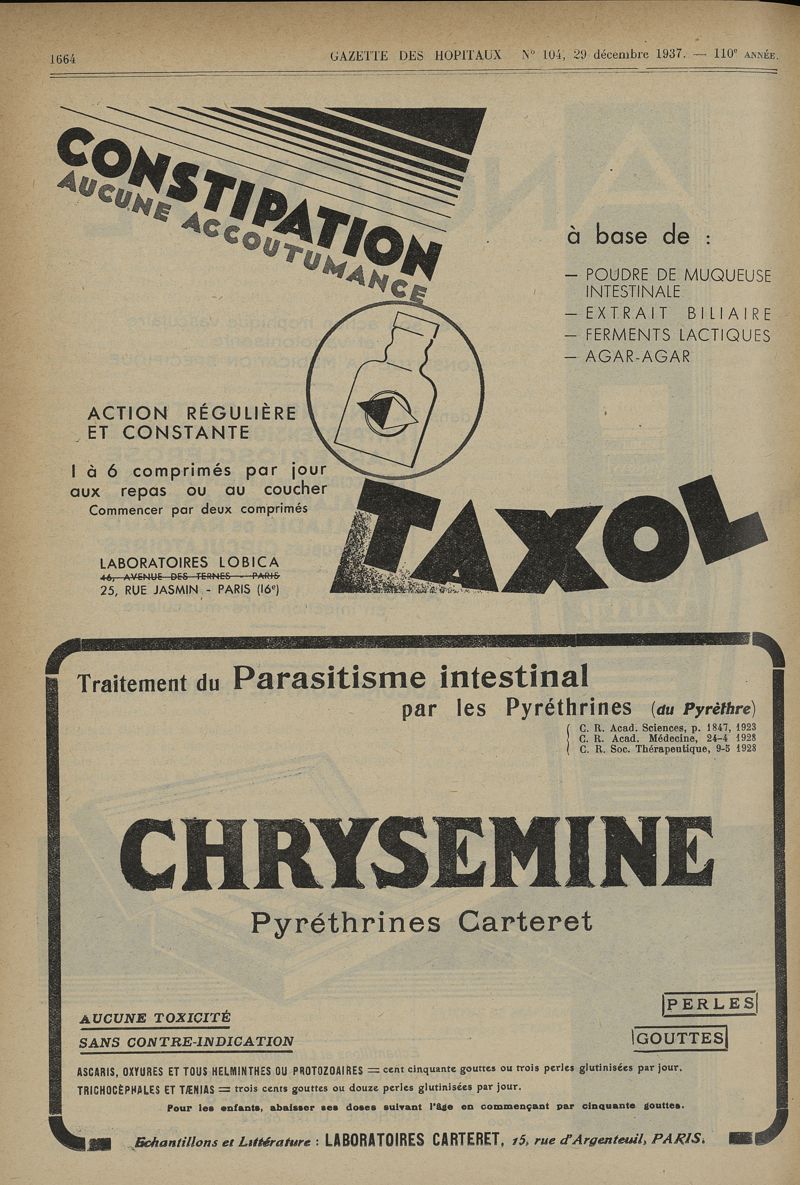 1664
GAZETTE DES HOPITAUX N° 104, 29 décembre 1937. — 110e ANNÉE.
CONSTIPATION
AUCUNE ACCOUTUMANCE
à base de :
— POUDRE DE MUQUEUSE
INTESTINALE
— EXTRAIT BILIAIRE
— FERMENTS LACTIQUES
— AGAR-AGAR
ACTION RÉGULIÈRE
ET CONSTANTE
1 à 6 comprimés par jour
aux repas ou au coucher
Commencer par deux comprimés
TAXOL
LABORATOIRES LOBICA
46, AVENUE DES TERNES - PARIS
25, RUE JASMIN - PARIS (16e)
Traitement du Parasitisme intestinal
par les Pyréthrines (du Pyrèthre)
C. R. Acad. Sciences, p. 1847, 1923
C. R. Acad. Médecine, 24-4 1928
C. R. Soc. Thérapeutique, 9-5 1928
CHRYSEMINE
Pyréthrines Carteret
PERLES
AUCUNE TOXICITÉ
GOUTTES
SANS CONTRE-INDICATION
ASCARIS, OXYURES ET TOUS HELMINTHES OU PROTOZOAIRES = cent cinquante gouttes ou trois perles glutinisées par jour.
TRICHOCÉPHALES ET TÆNIAS = trois cents gouttes ou douze perles glutinisées par jour.
Pour les enfants, abaisser ses doses suivant l'âge en commençant par cinquante gouttes.
Echantillons et Littérature : LABORATOIRES CARTERET, 15, rue d'Argenteuil, PARIS.